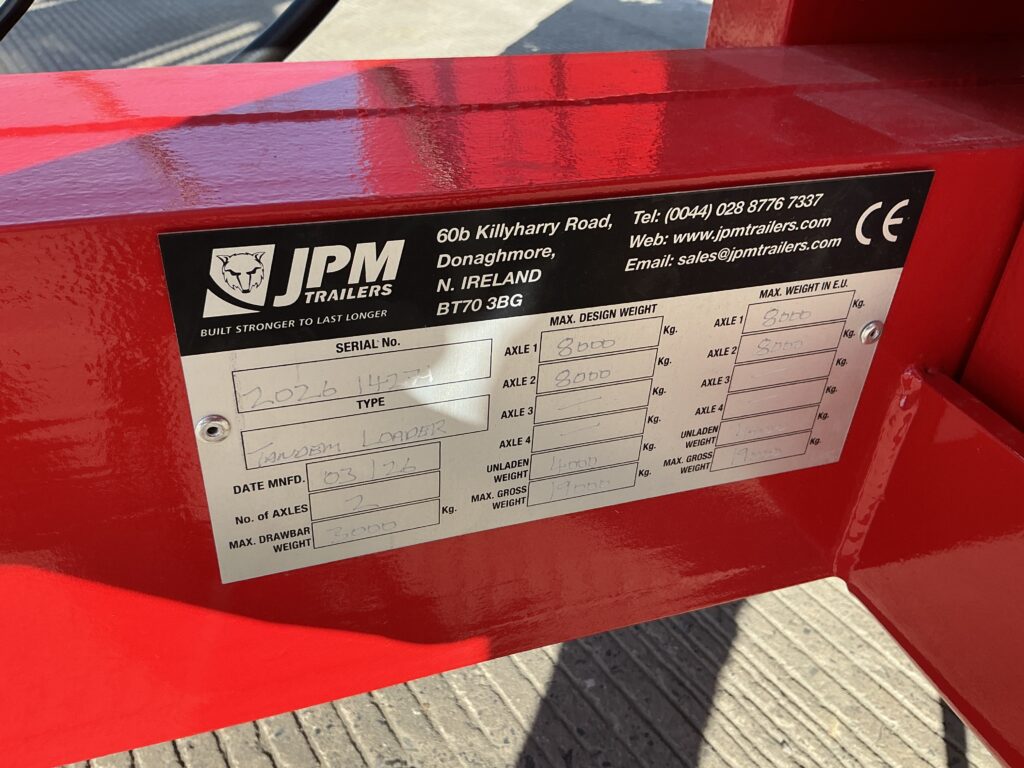 JPM
TRAILERS
BUILT STRONGER TO LAST LONGER
60b Killyharry Road,
Donaghmore,
N. IRELAND
BT70 3BG
Tel: (0044) 028 8776 7337
Web: www.jpmtrailers.com
Email: sales@jpmtrailers.com
CE
SERIAL No.
2026
TYPE
TANDEM LOADER
DATE MNFD. 03/26
No. of AXLES 2
MAX. DRAWBAR WEIGHT 3000 Kg.
MAX. DESIGN WEIGHT
AXLE 1 8000 Kg.
AXLE 2 8000 Kg.
AXLE 3 — Kg.
AXLE 4 — Kg.
UNLADEN WEIGHT 4000 Kg.
MAX. GROSS WEIGHT 19000 Kg.
MAX. WEIGHT IN E.U.
AXLE 1 8000 Kg.
AXLE 2 8000 Kg.
AXLE 3 — Kg.
AXLE 4 — Kg.
UNLADEN WEIGHT Kg.
MAX. GROSS WEIGHT 19000 Kg.